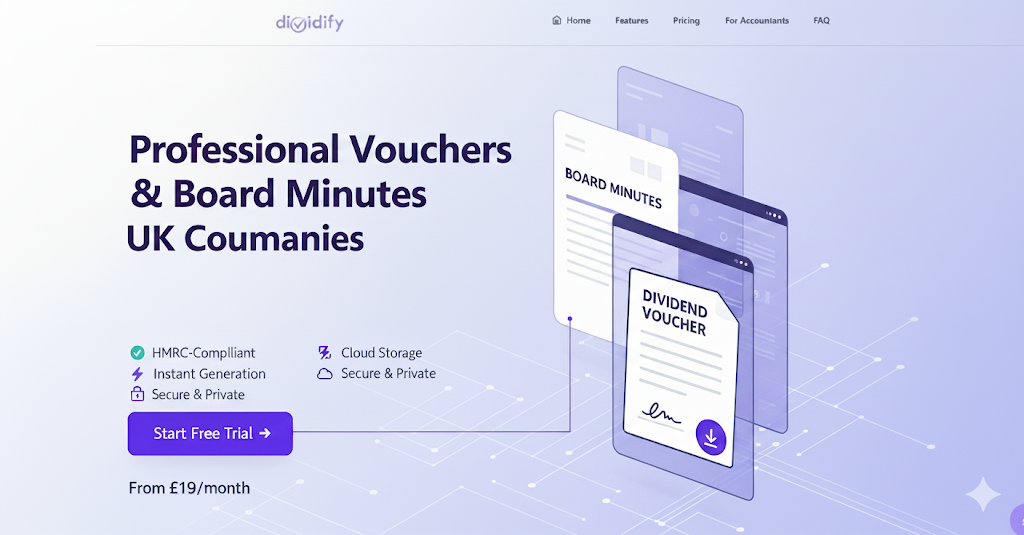 dividify
Home Features Pricing For Accountants FAQ
Professional Vouchers
& Board Minutes
UK Coumanies
HMRC-Complliant
Instant Generation
Secure & Private
Cloud Storage
Secure & Private
Start Free Trial →
From £19/month
BOARD MINUTES
DIVIDEND
VOUCHER